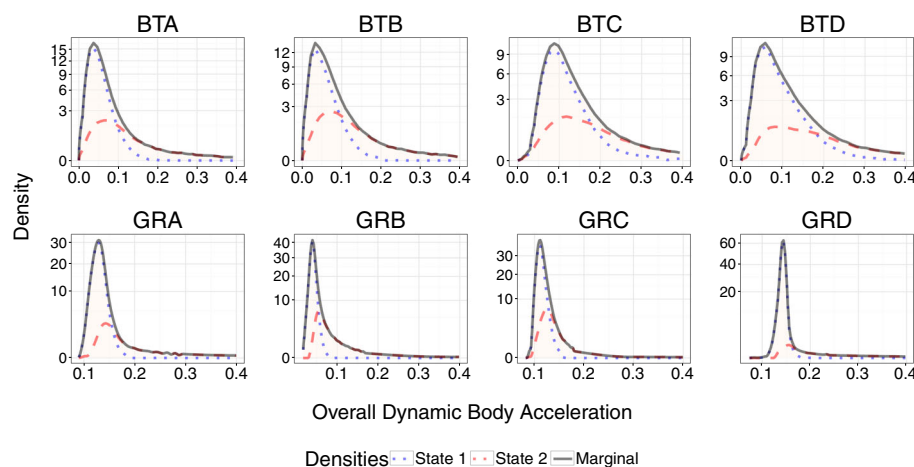 BTA BTB BTC BTD
15 12 9 6 3 0
12 9 6 3 0
9 6 3 0
9 6 3 0
0.0 0.1 0.2 0.3 0.4
0.0 0.1 0.2 0.3 0.4
0.0 0.1 0.2 0.3 0.4
0.0 0.1 0.2 0.3 0.4
Density
GRA GRB GRC GRD
30 20 10 0
40 30 20 10 0
30 20 10 0
60 40 20 0
0.1 0.2 0.3 0.4
0.1 0.2 0.3 0.4
0.1 0.2 0.3 0.4
0.1 0.2 0.3 0.4
Overall Dynamic Body Acceleration
Densities State 1 State 2 Marginal